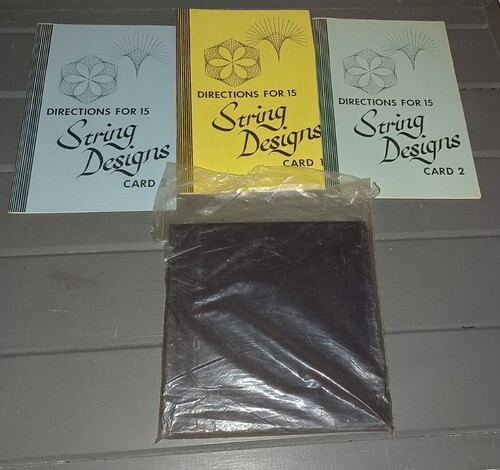 DIRECTIONS FOR 15
String
Designs
CARD
DIRECTIONS FOR 15
String
Designs
CARD 1
DIRECTIONS FOR 15
String
Designs
CARD 2